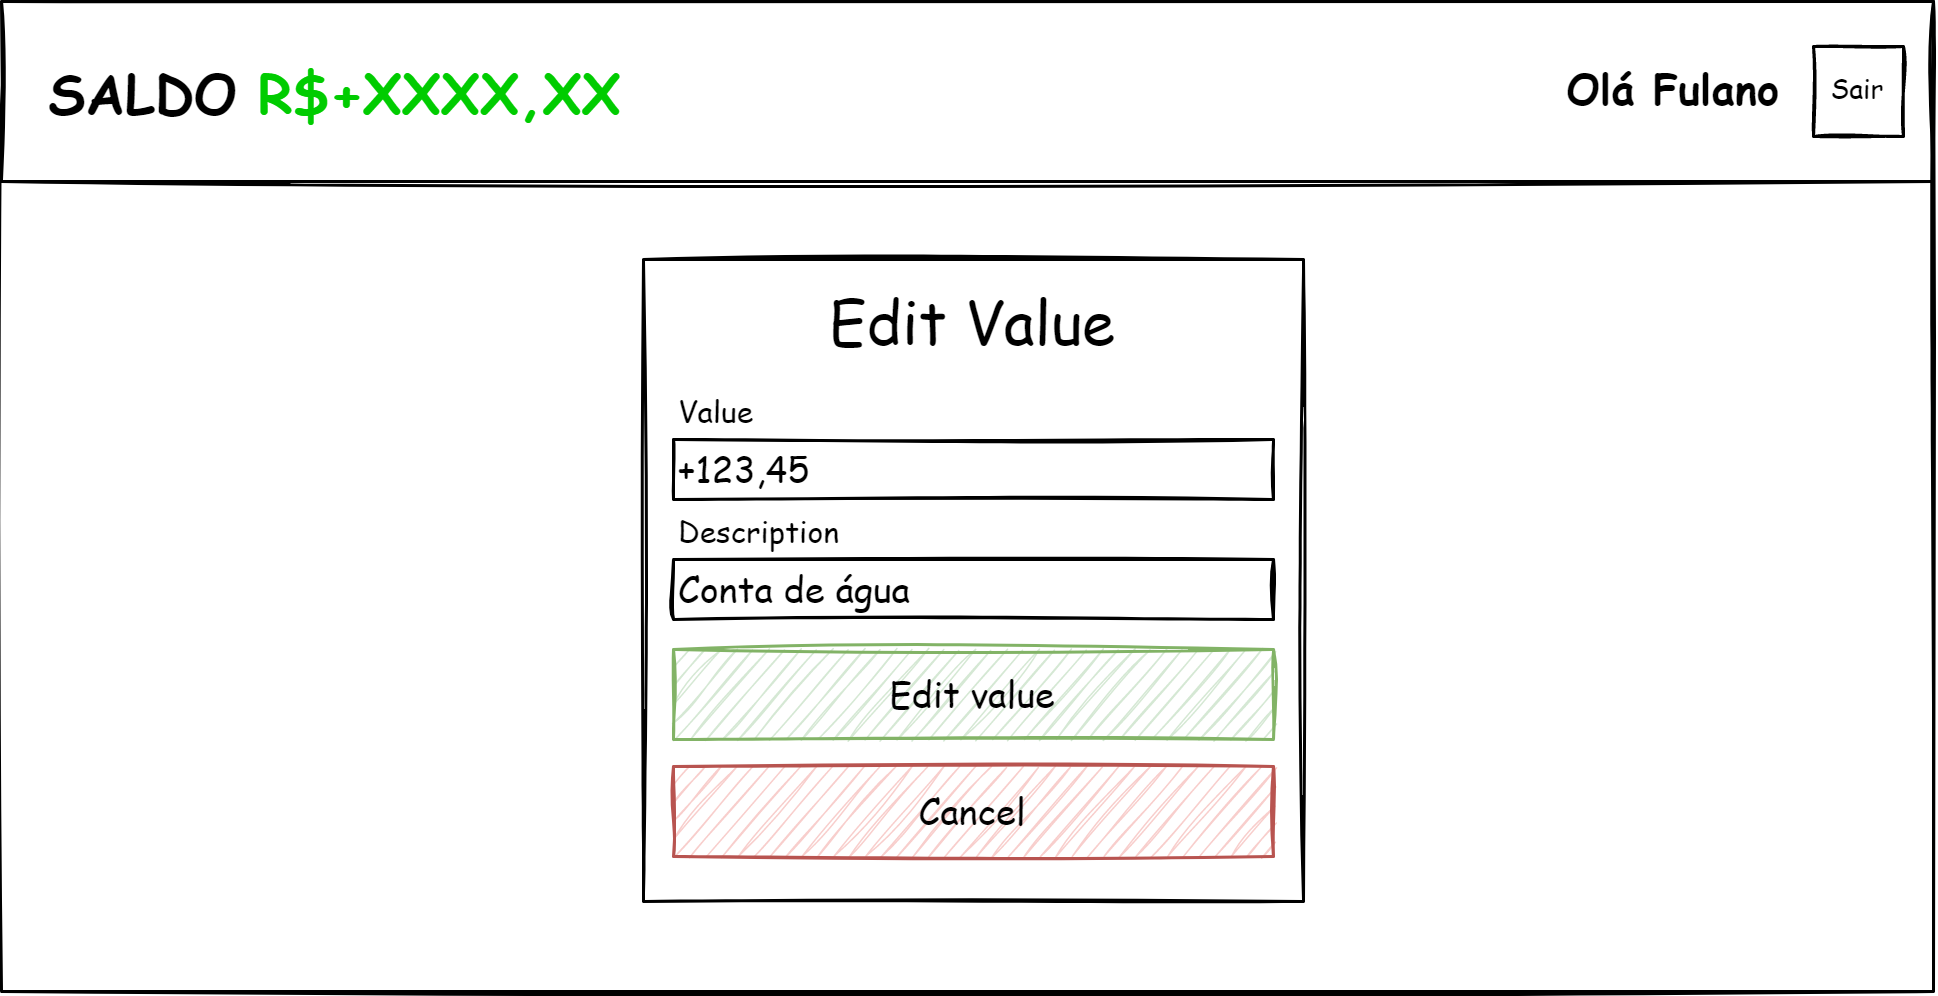 SALDO R$+XXXX,XX
Olá Fulano
Sair
Edit Value
Value
+123,45
Description
Conta de água
Edit value
Cancel